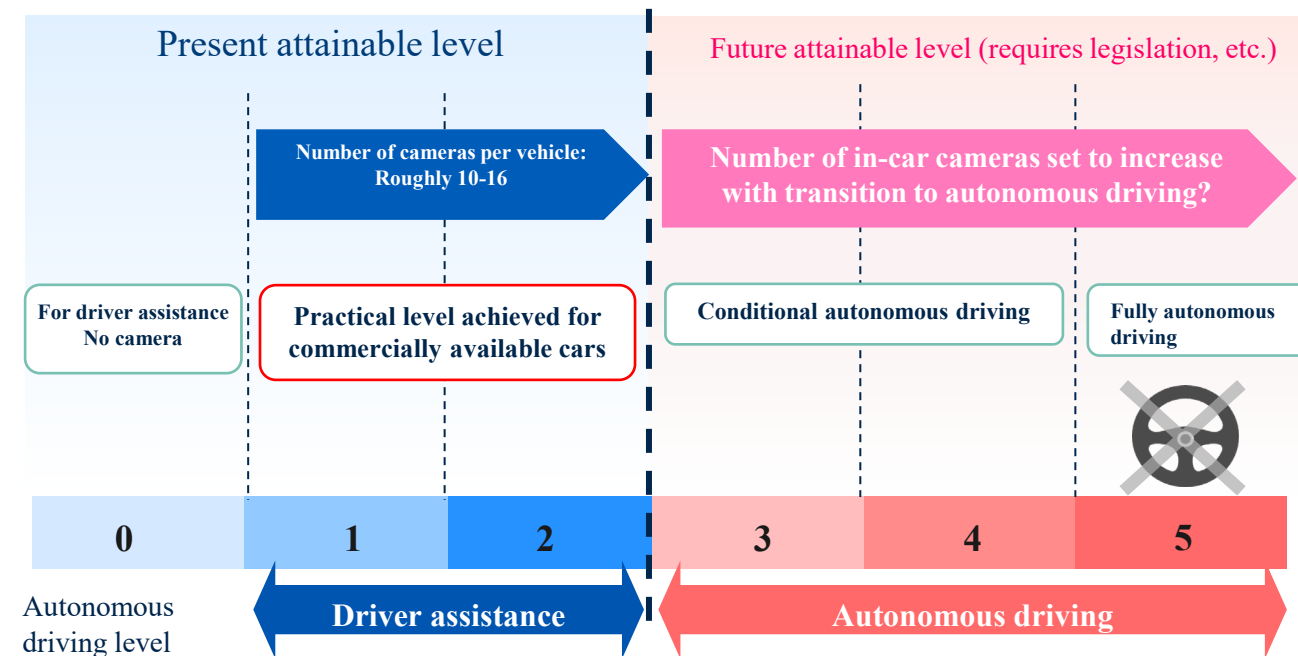 Present attainable level
Future attainable level (requires legislation, etc.)
Number of cameras per vehicle:
Roughly 10-16
Number of in-car cameras set to increase
with transition to autonomous driving?
For driver assistance
No camera
Practical level achieved for
commercially available cars
Conditional autonomous driving
Fully autonomous
driving
0
1
2
3
4
5
Autonomous
driving level
Driver assistance
Autonomous driving